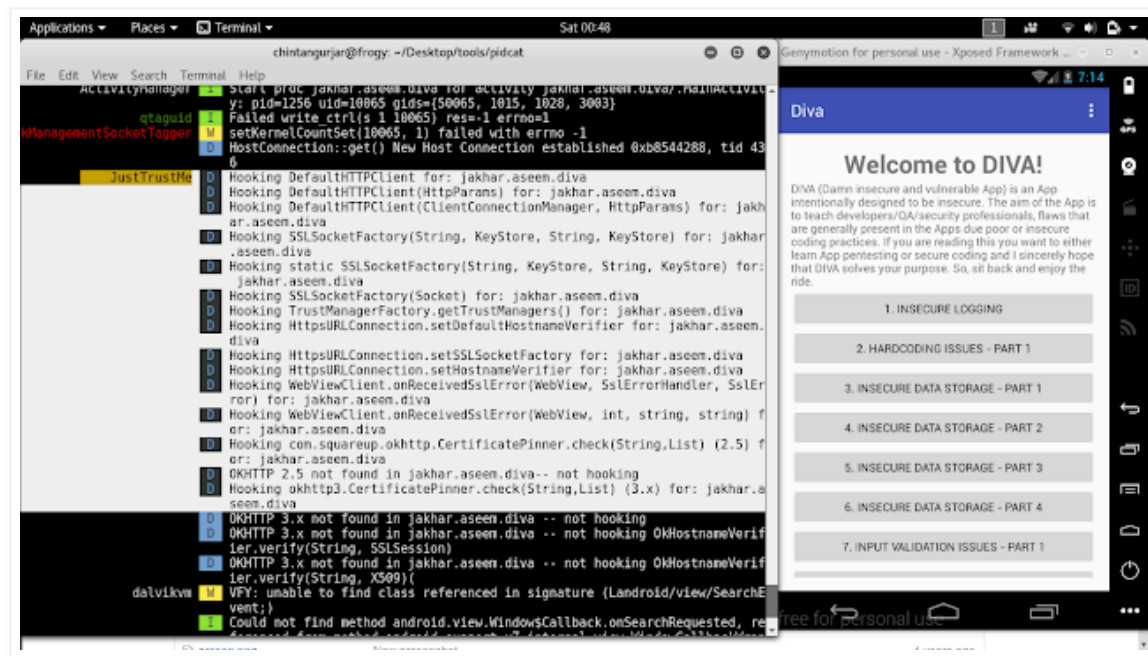 Applications Places Terminal Sat 00:48 1
chintangurjar@frogy: ~/Desktop/tools/pidcat
File Edit View Search Terminal Help
ActivityManager I Start proc jakhar.aseem.diva for activity jakhar.aseem.diva/.MainActivit
y: pid=1256 uid=10065 gids={50065, 1015, 1028, 3003}
qtaguid I Failed write_ctrl(s 1 10065) res=-1 errno=1
kManagementSocketTagger W setKernelCountSet(10065, 1) failed with errno -1
D HostConnection::get() New Host Connection established 0xb8544288, tid 43
6
JustTrustMe D Hooking DefaultHTTPClient for: jakhar.aseem.diva
D Hooking DefaultHTTPClient(HttpParams) for: jakhar.aseem.diva
D Hooking DefaultHTTPClient(ClientConnectionManager, HttpParams) for: jakh
ar.aseem.diva
D Hooking SSLSocketFactory(String, KeyStore, String, KeyStore) for: jakhar
.aseem.diva
D Hooking static SSLSocketFactory(String, KeyStore, String, KeyStore) for:
jakhar.aseem.diva
D Hooking SSLSocketFactory(Socket) for: jakhar.aseem.diva
D Hooking TrustManagerFactory.getTrustManagers() for: jakhar.aseem.diva
D Hooking HttpsURLConnection.setDefaultHostnameVerifier for: jakhar.aseem.
diva
D Hooking HttpsURLConnection.setSSLSocketFactory for: jakhar.aseem.diva
D Hooking HttpsURLConnection.setHostnameVerifier for: jakhar.aseem.diva
D Hooking WebViewClient.onReceivedSslError(WebView, SslErrorHandler, SslEr
ror) for: jakhar.aseem.diva
D Hooking WebViewClient.onReceivedSslError(WebView, int, string, string) f
or: jakhar.aseem.diva
D Hooking com.squareup.okhttp.CertificatePinner.check(String,List) (2.5) f
or: jakhar.aseem.diva
D OKHTTP 2.5 not found in jakhar.aseem.diva-- not hooking
D Hooking okhttp3.CertificatePinner.check(String,List) (3.x) for: jakhar.a
seem.diva
D OKHTTP 3.x not found in jakhar.aseem.diva -- not hooking
D OKHTTP 3.x not found in jakhar.aseem.diva -- not hooking OkHostnameVerif
ier.verify(String, SSLSession)
D OKHTTP 3.x not found in jakhar.aseem.diva -- not hooking OkHostnameVerif
ier.verify(String, X509)(
dalvikvm W VFY: unable to find class referenced in signature (Landroid/view/SearchE
vent;)
I Could not find method android.view.Window$Callback.onSearchRequested, re
Genymotion for personal use - Xposed Framework ...
7:14
Diva
Welcome to DIVA!
DIVA (Damn insecure and vulnerable App) is an App
intentionally designed to be insecure. The aim of the App is
to teach developers/QA/security professionals, flaws that
are generally present in the Apps due poor or insecure
coding practices. If you are reading this you want to either
learn App pentesting or secure coding and I sincerely hope
that DIVA solves your purpose. So, sit back and enjoy the
ride.
1. INSECURE LOGGING
2. HARDCODING ISSUES - PART 1
3. INSECURE DATA STORAGE - PART 1
4. INSECURE DATA STORAGE - PART 2
5. INSECURE DATA STORAGE - PART 3
6. INSECURE DATA STORAGE - PART 4
7. INPUT VALIDATION ISSUES - PART 1
free for personal use
GPS
ID